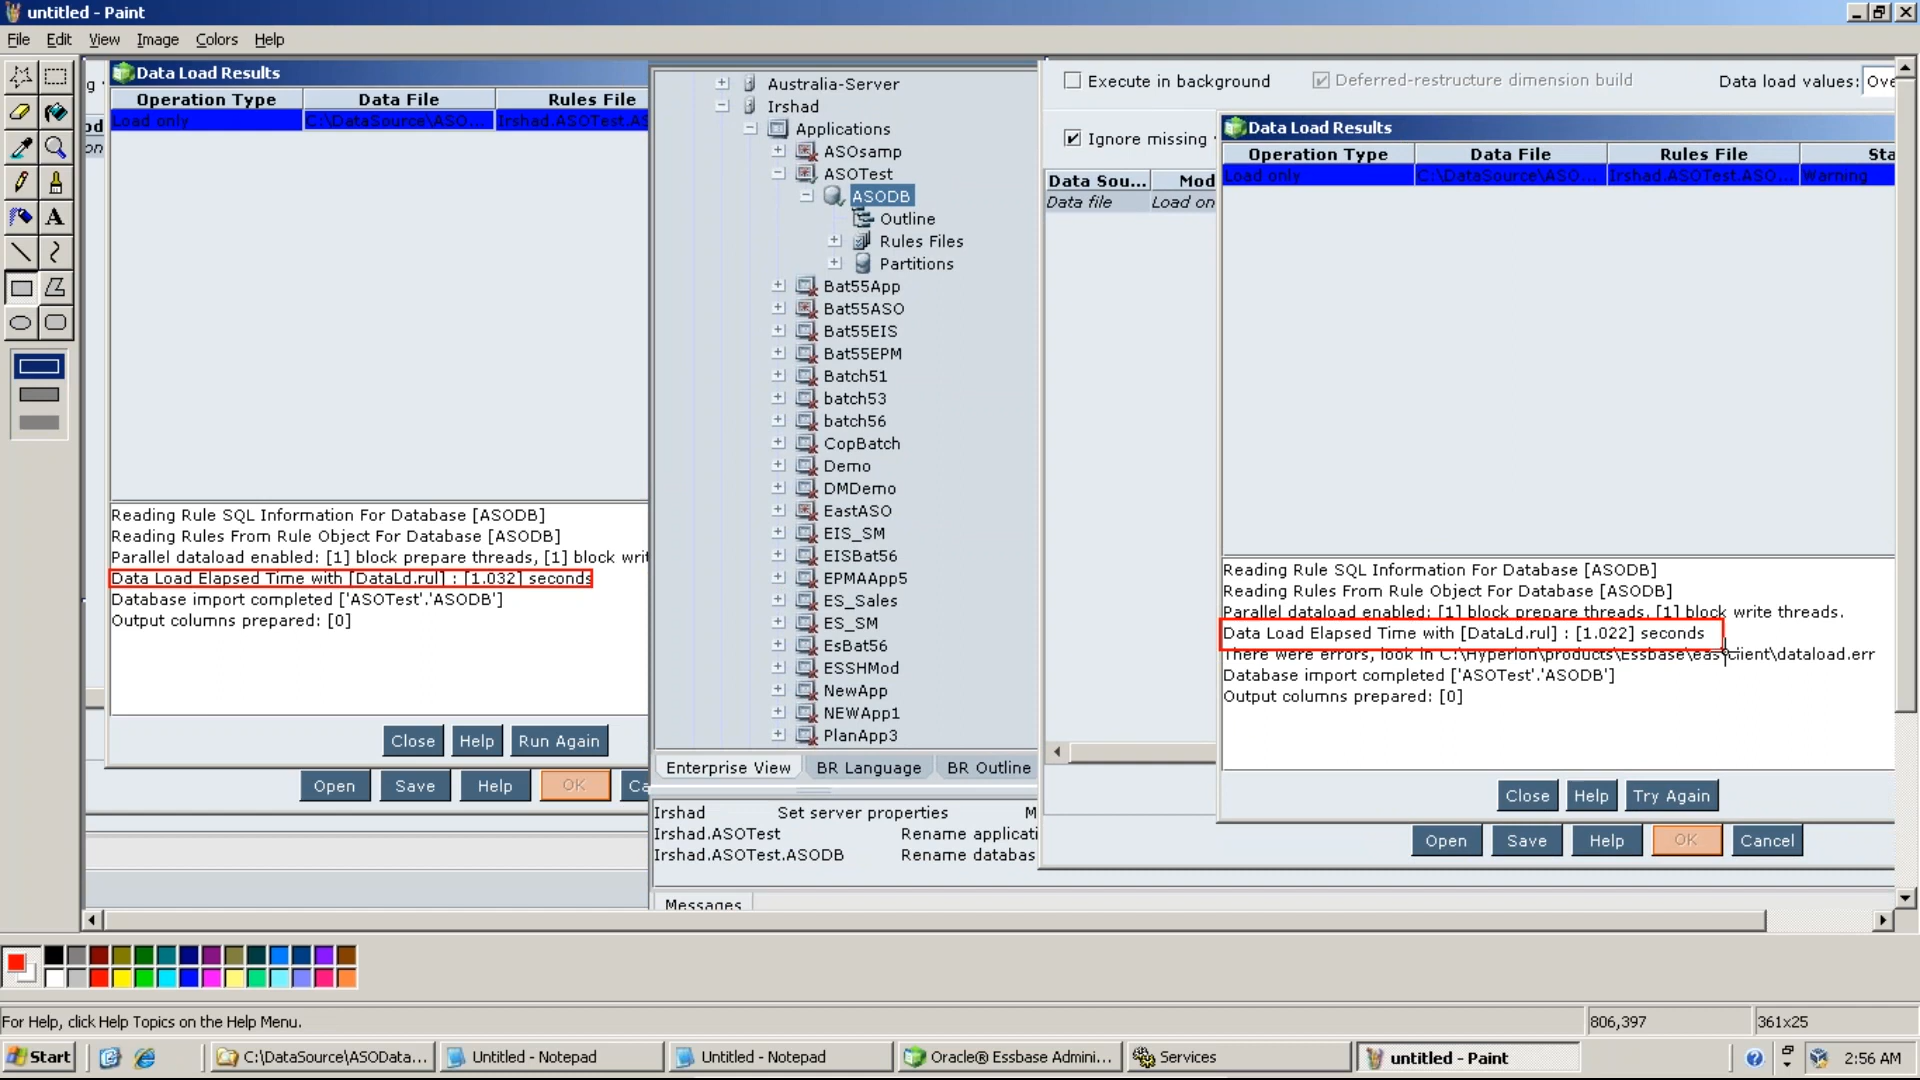 untitled - Paint
File Edit View Image Colors Help
Data Load Results
Operation Type Data File Rules File
Load only C:\DataSource\ASO... Irshad.ASOTest.AS
Reading Rule SQL Information For Database [ASODB]
Reading Rules From Rule Object For Database [ASODB]
Parallel dataload enabled: [1] block prepare threads, [1] block writ
Data Load Elapsed Time with [DataLd.rul] : [1.032] seconds
Database import completed ['ASOTest'.'ASODB']
Output columns prepared: [0]
Close Help Run Again
Open Save Help OK Ca
Australia-Server
Irshad
Applications
ASOsamp
ASOTest
ASODB
Outline
Rules Files
Partitions
Bat55App
Bat55ASO
Bat55EIS
Bat55EPM
Batch51
batch53
batch56
CopBatch
Demo
DMDemo
EastASO
EIS_SM
EISBat56
EPMAApp5
ES_Sales
ES_SM
EsBat56
ESSHMod
NewApp
NEWApp1
PlanApp3
Enterprise View BR Language BR Outline
Irshad Set server properties M
Irshad.ASOTest Rename applicati
Irshad.ASOTest.ASODB Rename databas
Messages
Execute in background Deferred-restructure dimension build Data load values: Ove
Ignore missing
Data Sou... Mod
Data file Load on
Data Load Results
Operation Type Data File Rules File Sta
Load only C:\DataSource\ASO... Irshad.ASOTest.ASO... Warning
Reading Rule SQL Information For Database [ASODB]
Reading Rules From Rule Object For Database [ASODB]
Parallel dataload enabled: [1] block prepare threads, [1] block write threads.
Data Load Elapsed Time with [DataLd.rul] : [1.022] seconds
There were errors, look in C:\Hyperion\products\Essbase\eas\client\dataload.err
Database import completed ['ASOTest'.'ASODB']
Output columns prepared: [0]
Close Help Try Again
Open Save Help OK Cancel
For Help, click Help Topics on the Help Menu. 806,397 361x25
Start C:\DataSource\ASOData... Untitled - Notepad Untitled - Notepad Oracle® Essbase Admini... Services untitled - Paint 2:56 AM